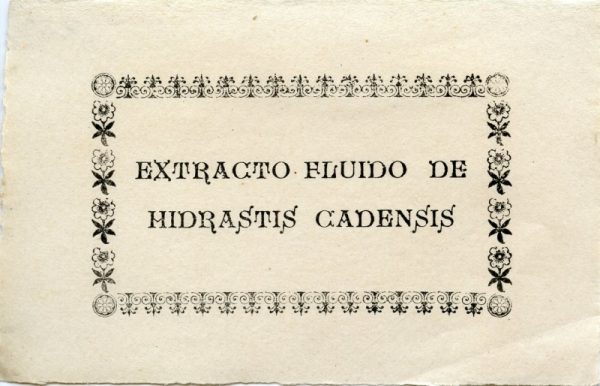 EXTRACTO FLUIDO DE
HIDRASTIS CADENSIS